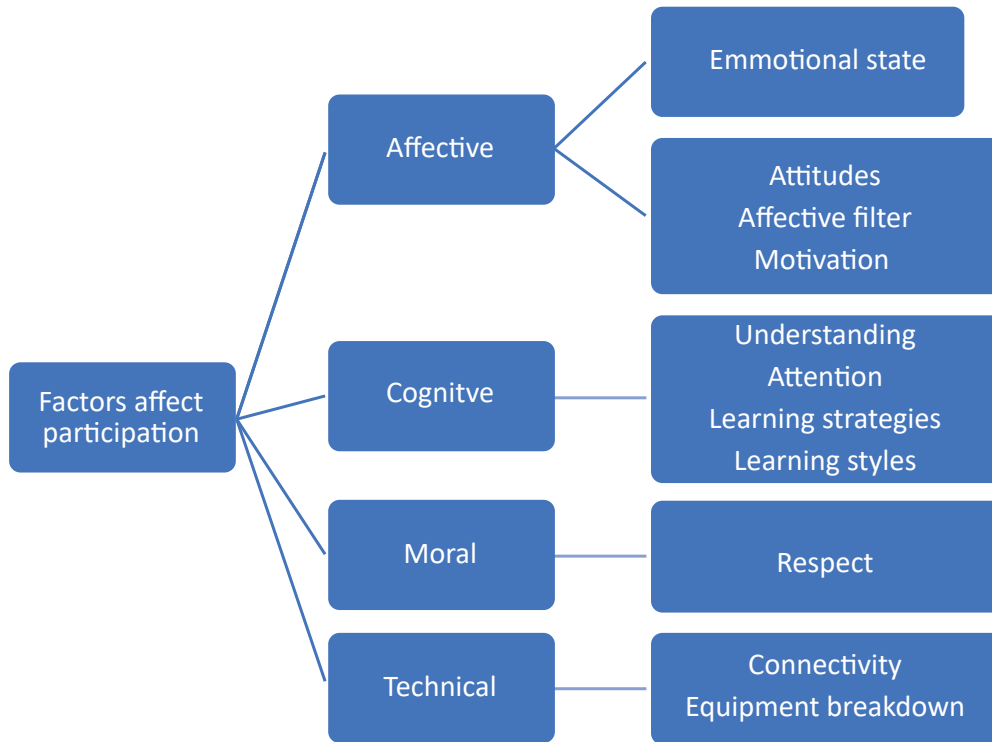 Factors affect
participation
Affective
Emmotional state
Attitudes
Affective filter
Motivation
Cognitve
Understanding
Attention
Learning strategies
Learning styles
Moral
Respect
Technical
Connectivity
Equipment breakdown